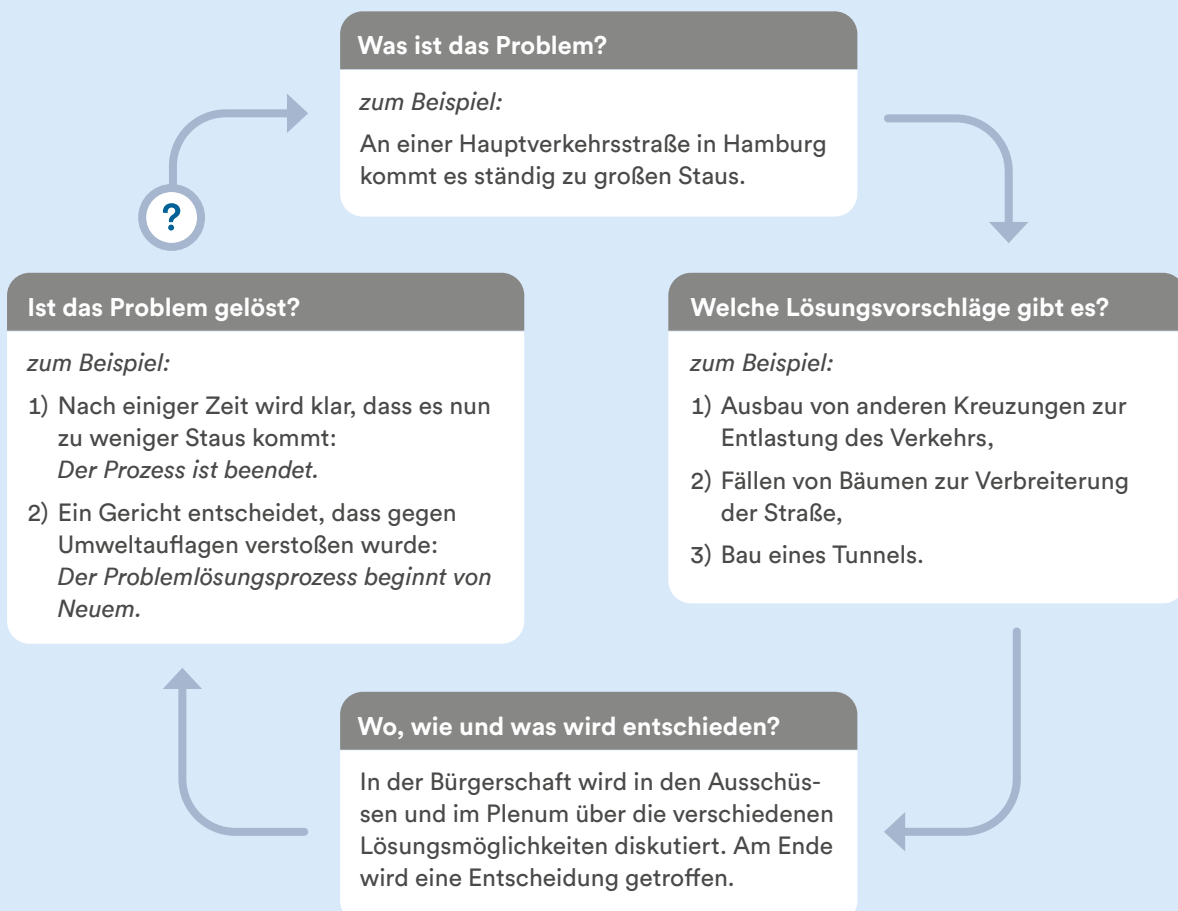 Was ist das Problem?
zum Beispiel:
An einer Hauptverkehrsstraße in Hamburg
kommt es ständig zu großen Staus.
?
Welche Lösungsvorschläge gibt es?
zum Beispiel:
1) Ausbau von anderen Kreuzungen zur
Entlastung des Verkehrs,
2) Fällen von Bäumen zur Verbreiterung
der Straße,
3) Bau eines Tunnels.
Wo, wie und was wird entschieden?
In der Bürgerschaft wird in den Ausschüs-
sen und im Plenum über die verschiedenen
Lösungsmöglichkeiten diskutiert. Am Ende
wird eine Entscheidung getroffen.
Ist das Problem gelöst?
zum Beispiel:
1) Nach einiger Zeit wird klar, dass es nun
zu weniger Staus kommt:
Der Prozess ist beendet.
2) Ein Gericht entscheidet, dass gegen
Umweltauflagen verstoßen wurde:
Der Problemlösungsprozess beginnt von
Neuem.